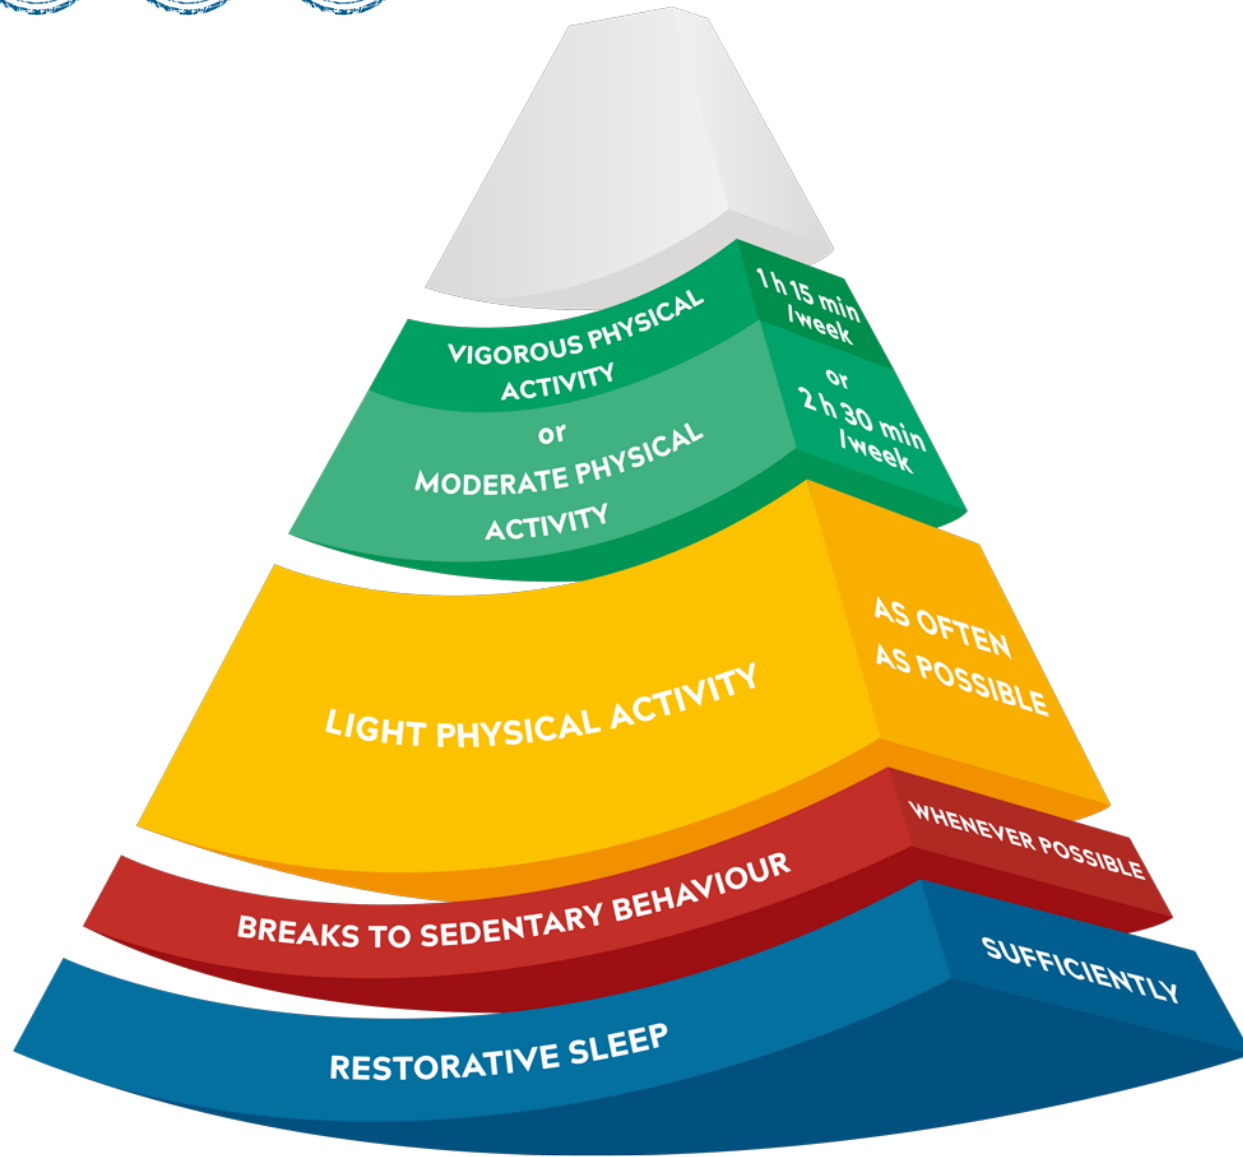 VIGOROUS PHYSICAL
ACTIVITY
1 h 15 min
/week
or
MODERATE PHYSICAL
ACTIVITY
or
2 h 30 min
/week
LIGHT PHYSICAL ACTIVITY
AS OFTEN
AS POSSIBLE
BREAKS TO SEDENTARY BEHAVIOUR
WHENEVER POSSIBLE
RESTORATIVE SLEEP
SUFFICIENTLY